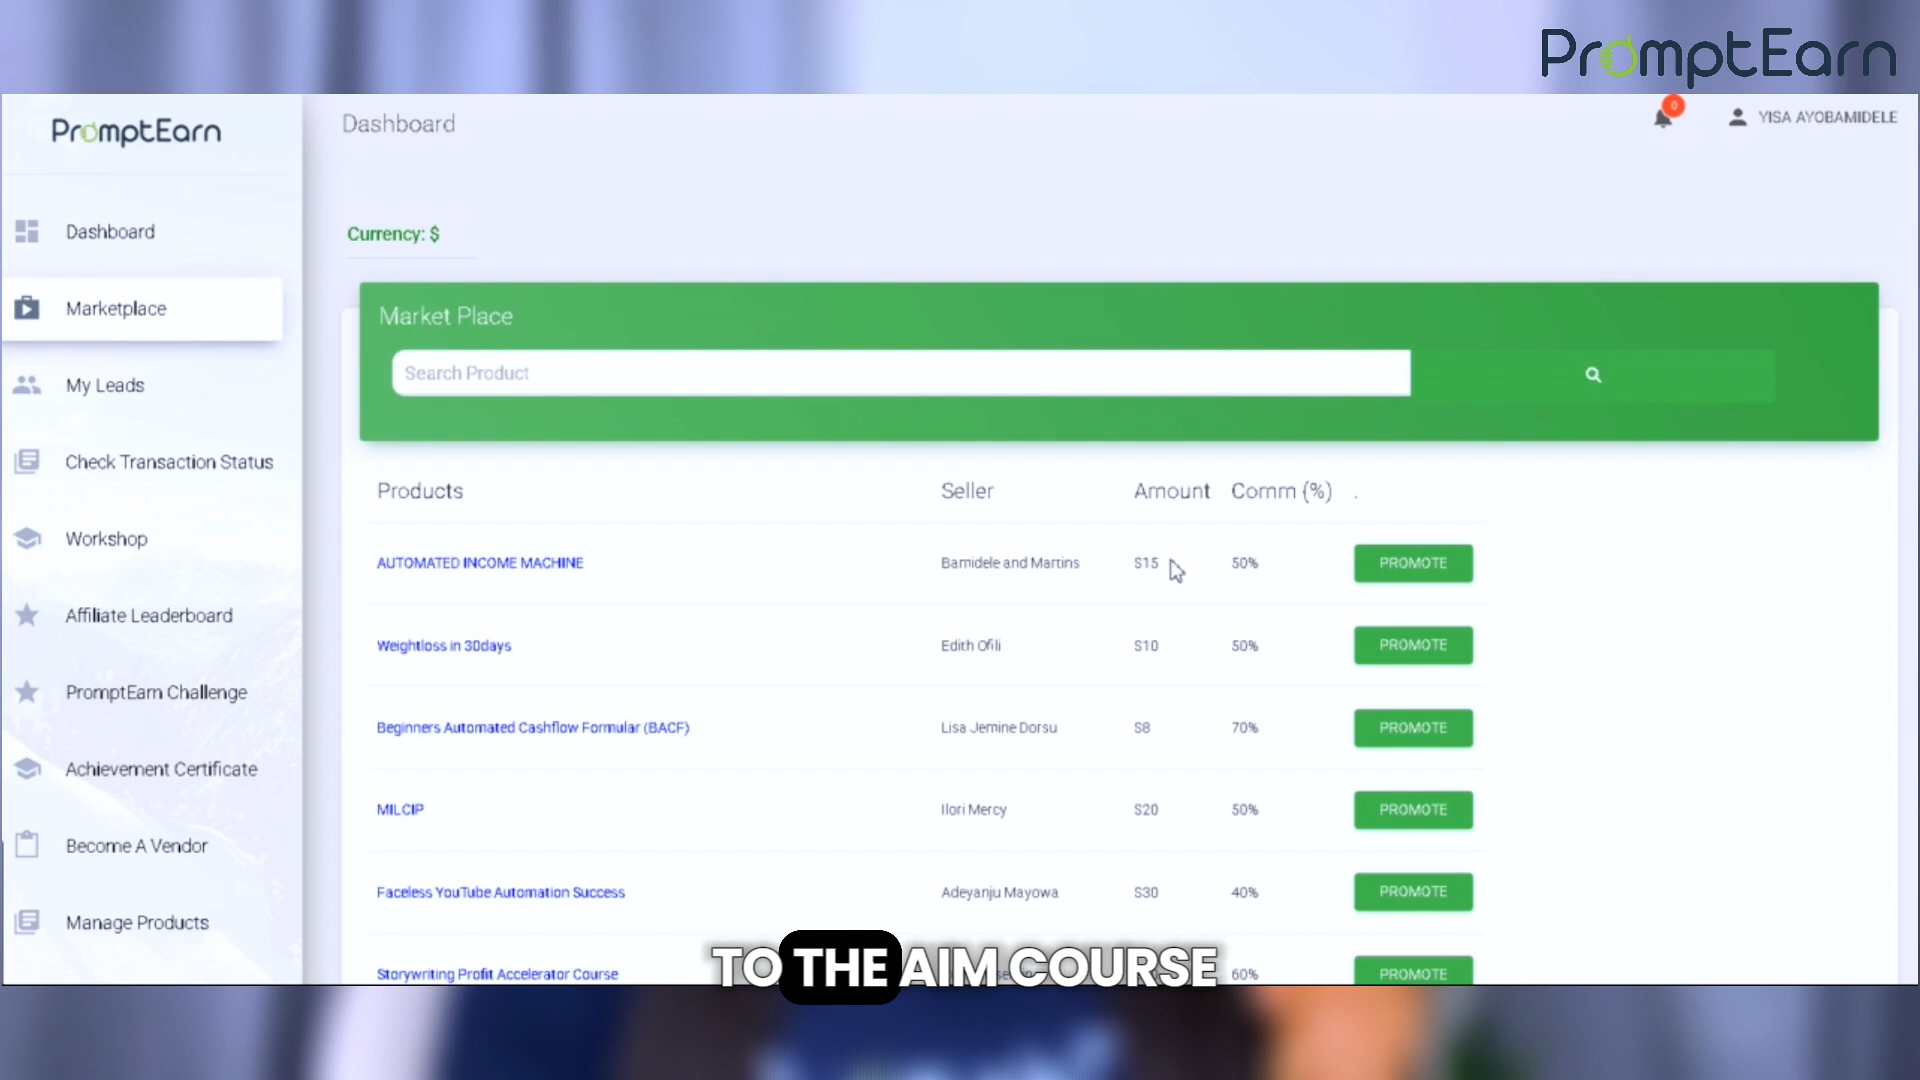 PromptEarn
PromptEarn
Dashboard
0
YISA AYOBAMIDELE
Dashboard
Marketplace
My Leads
Check Transaction Status
Workshop
Affiliate Leaderboard
PromptEarn Challenge
Achievement Certificate
Become A Vendor
Manage Products
Currency: $
Market Place
Search Product
Products Seller Amount Comm (%) .
AUTOMATED INCOME MACHINE Bamidele and Martins $15 50% PROMOTE
Weightloss in 30days Edith Ofili $10 50% PROMOTE
Beginners Automated Cashflow Formular (BACF) Lisa Jemine Dorsu $8 70% PROMOTE
MILCIP Ilori Mercy $20 50% PROMOTE
Faceless YouTube Automation Success Adeyanju Mayowa $30 40% PROMOTE
Storywriting Profit Accelerator Course 60% PROMOTE
TO THE AIM COURSE